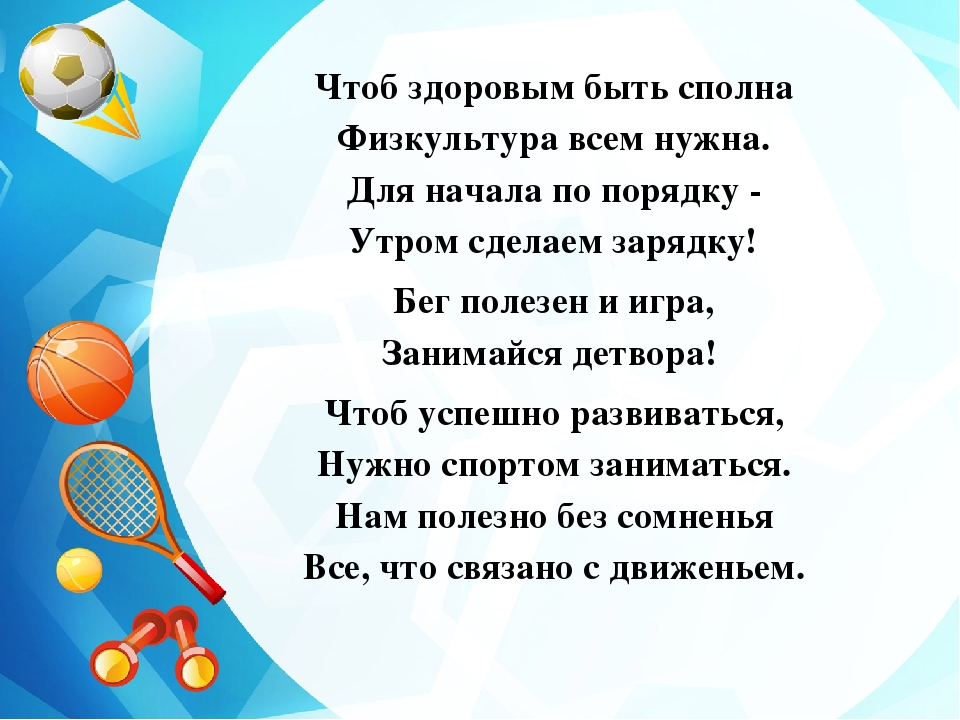 Чтоб здоровым быть сполна
Физкультура всем нужна.
Для начала по порядку -
Утром сделаем зарядку!
Бег полезен и игра,
Занимайся детвора!
Чтоб успешно развиваться,
Нужно спортом заниматься.
Нам полезно без сомненья
Все, что связано с движеньем.